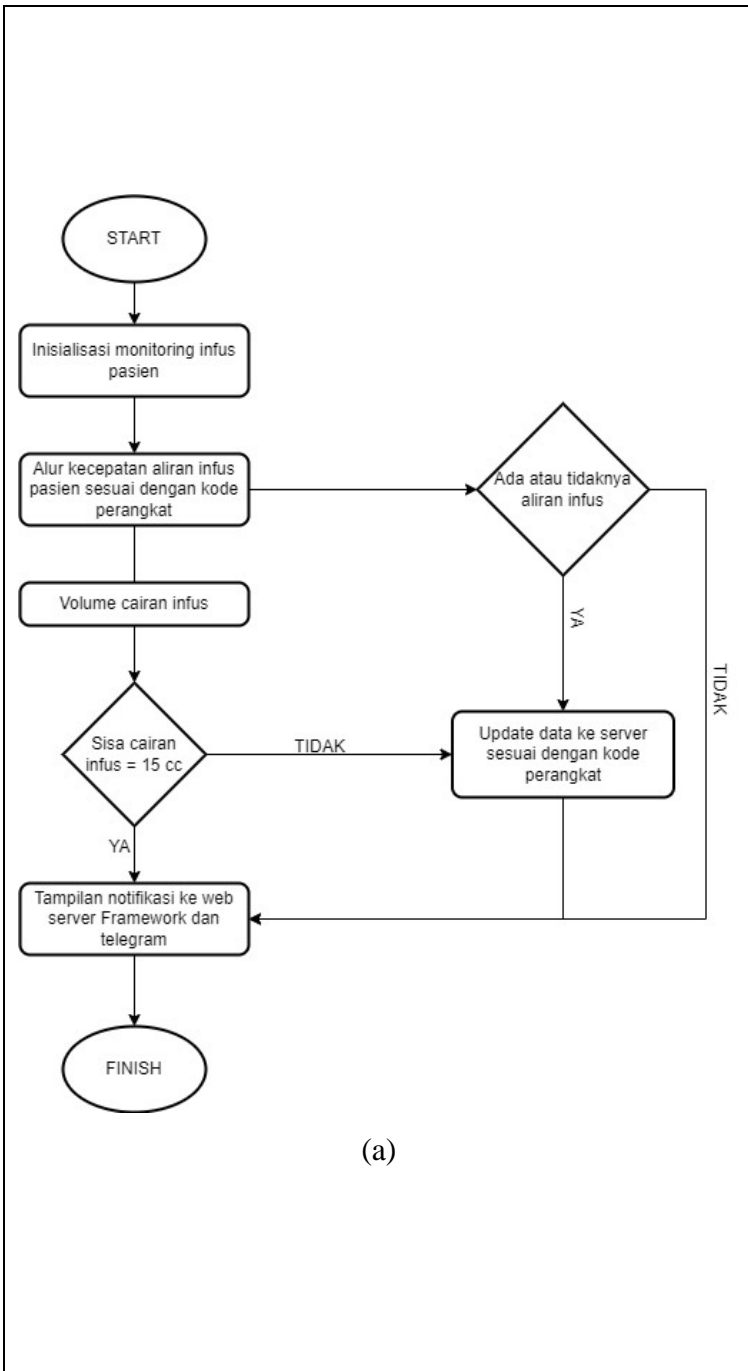 START
Inisialisasi monitoring infus
pasien
Alur kecepatan aliran infus
pasien sesuai dengan kode
perangkat
Ada atau tidaknya
aliran infus
Volume cairan infus
YA
TIDAK
Sisa cairan
infus = 15 cc
TIDAK
Update data ke server
sesuai dengan kode
perangkat
YA
Tampilan notifikasi ke web
server Framework dan
telegram
FINISH
(a)